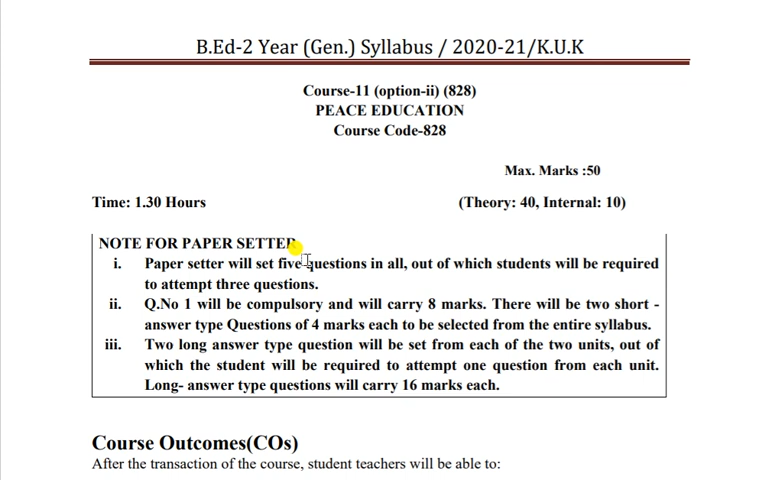 B.Ed-2 Year (Gen.) Syllabus / 2020-21/K.U.K
Course-11 (option-ii) (828)
PEACE EDUCATION
Course Code-828
Max. Marks :50
Time: 1.30 Hours (Theory: 40, Internal: 10)
NOTE FOR PAPER SETTER
i. Paper setter will set five questions in all, out of which students will be required
to attempt three questions.
ii. Q.No 1 will be compulsory and will carry 8 marks. There will be two short -
answer type Questions of 4 marks each to be selected from the entire syllabus.
iii. Two long answer type question will be set from each of the two units, out of
which the student will be required to attempt one question from each unit.
Long- answer type questions will carry 16 marks each.
Course Outcomes(COs)
After the transaction of the course, student teachers will be able to: